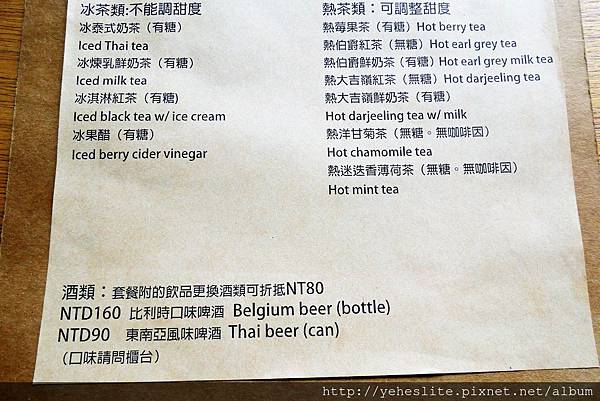 冰茶類:不能調甜度
冰泰式奶茶（有糖）
Iced Thai tea
冰煉乳鮮奶茶（有糖）
Iced milk tea
冰淇淋紅茶（有糖)
Iced black tea w/ ice cream
冰果醋（有糖）
Iced berry cider vinegar
熱茶類：可調整甜度
熱莓果茶（有糖）Hot berry tea
熱伯爵紅茶（無糖）Hot earl grey tea
熱伯爵鮮奶茶（有糖）Hot earl grey milk tea
熱大吉嶺紅茶（無糖）Hot darjeeling tea
熱大吉嶺鮮奶茶（有糖）
Hot darjeeling tea w/ milk
熱洋甘菊茶（無糖。無咖啡因）
Hot chamomile tea
熱迷迭香薄荷茶（無糖。無咖啡因）
Hot mint tea
酒類：套餐附的飲品更換酒類可折抵NT80
NTD160 比利時口味啤酒 Belgium beer (bottle)
NTD90 東南亞風味啤酒 Thai beer (can)
（口味請問櫃台）
http://yeheslite.pixnet.net/album